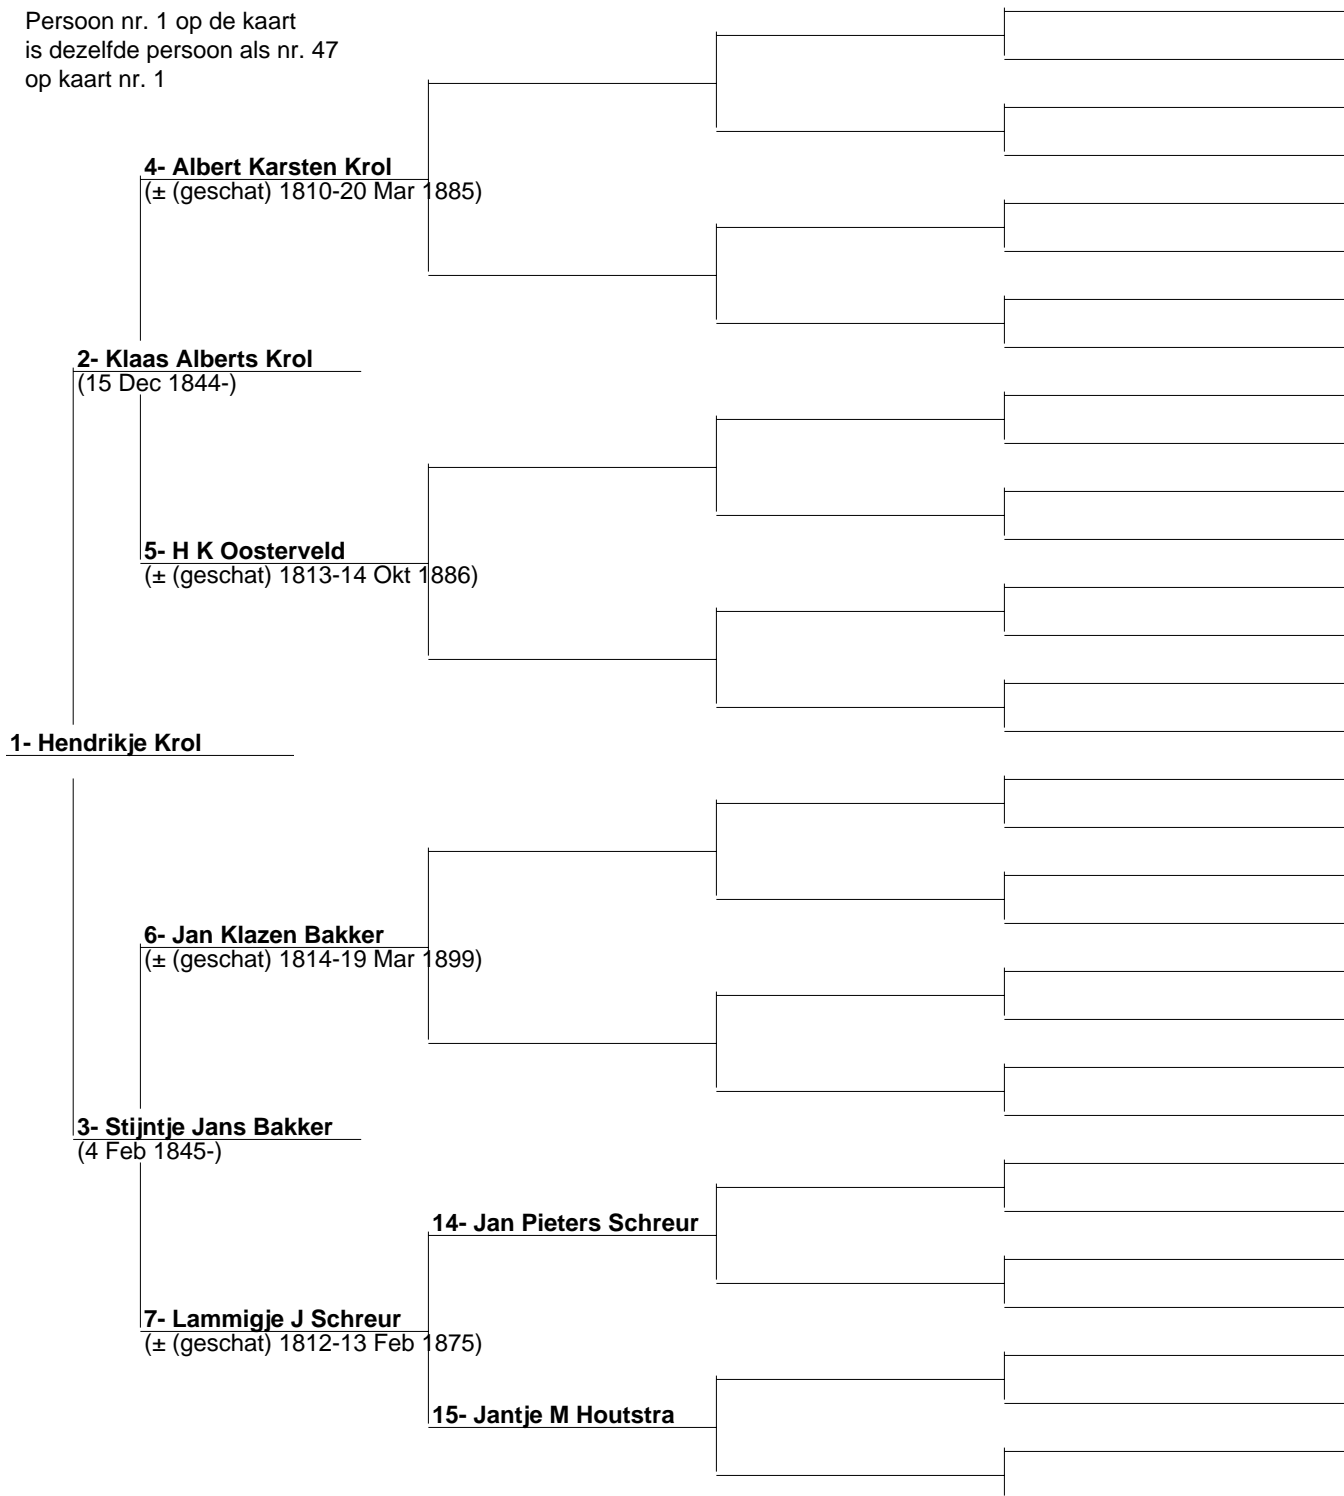 Persoon nr. 1 op de kaart
is dezelfde persoon als nr. 47
op kaart nr. 1
4- Albert Karsten Krol
(± (geschat) 1810-20 Mar 1885)
2- Klaas Alberts Krol
(15 Dec 1844-)
5- H K Oosterveld
(± (geschat) 1813-14 Okt 1886)
1- Hendrikje Krol
6- Jan Klazen Bakker
(± (geschat) 1814-19 Mar 1899)
3- Stijntje Jans Bakker
(4 Feb 1845-)
14- Jan Pieters Schreur
7- Lammigje J Schreur
(± (geschat) 1812-13 Feb 1875)
15- Jantje M Houtstra